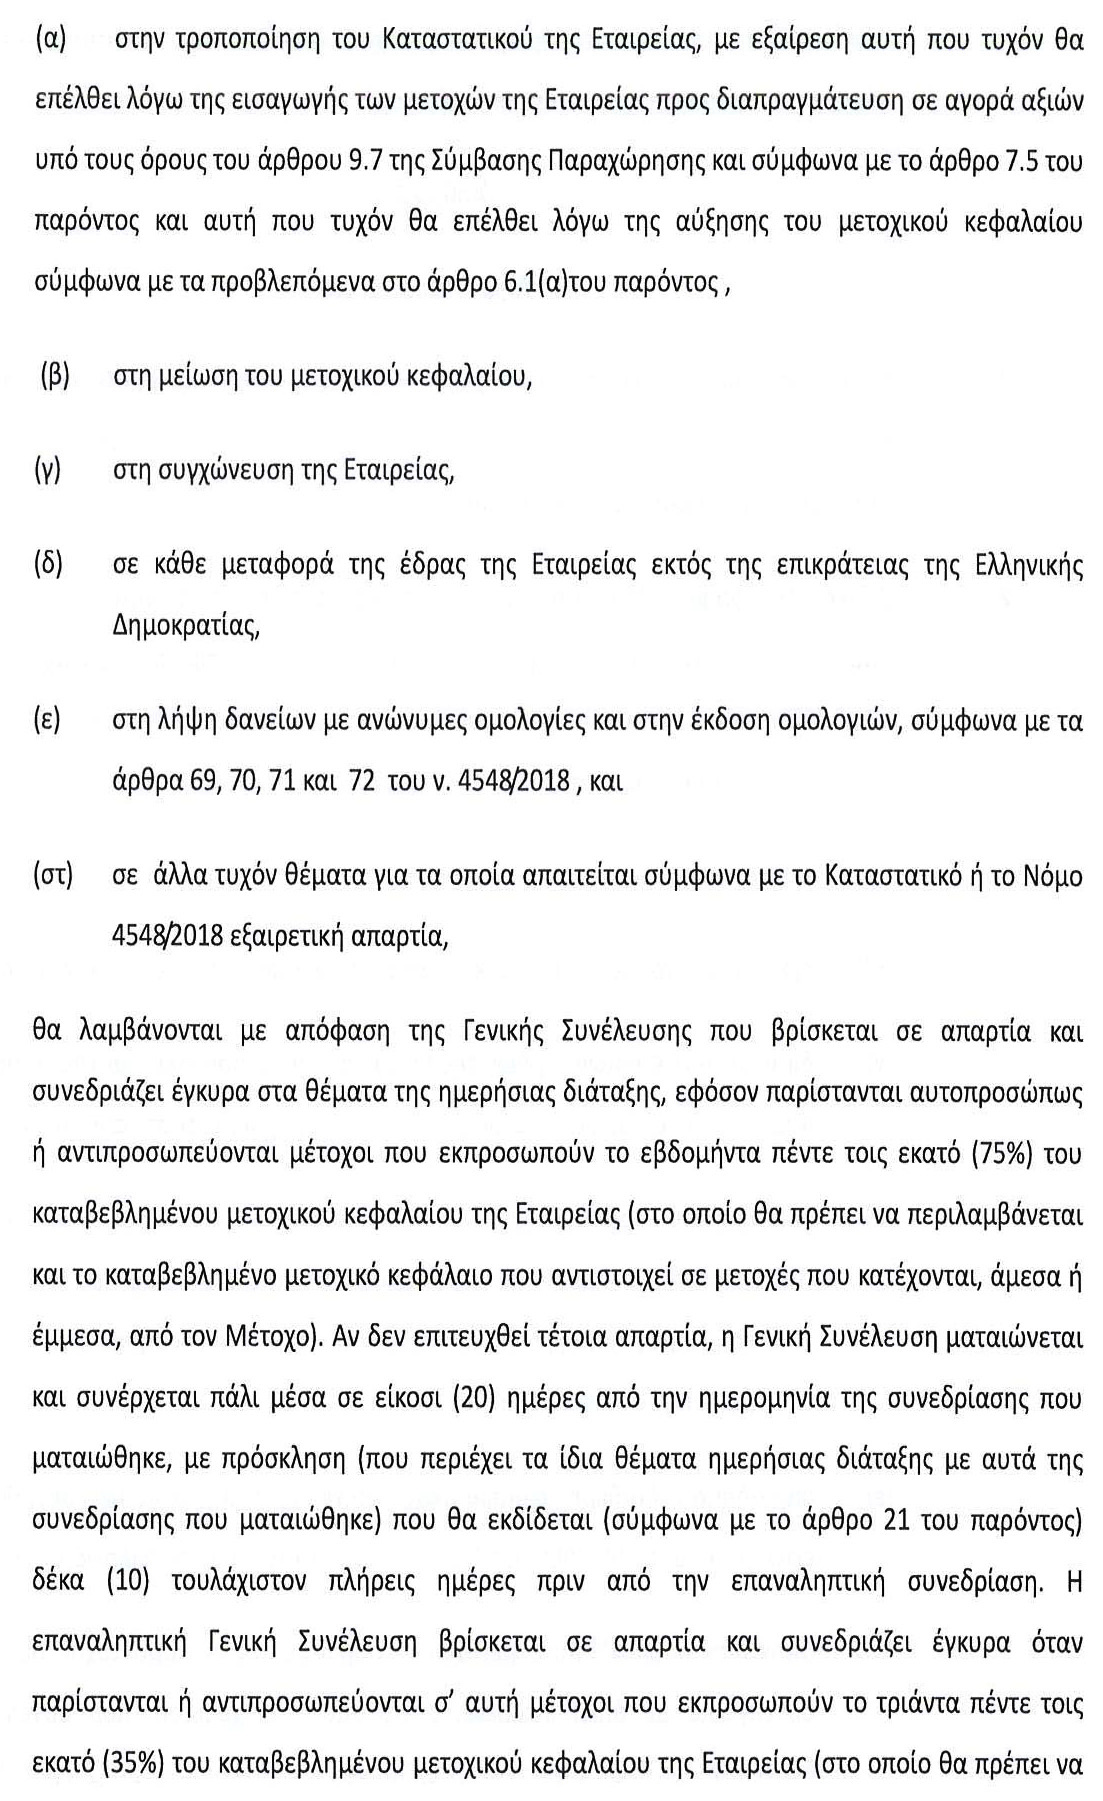 (α) στην τροποποίηση του Καταστατικού της Εταιρείας, με εξαίρεση αυτή που τυχόν θα
επέλθει λόγω της εισαγωγής των μετοχών της Εταιρείας προς διαπραγμάτευση σε αγορά αξιών
υπό τους όρους του άρθρου 9.7 της Σύμβασης Παραχώρησης και σύμφωνα με το άρθρο 7.5 του
παρόντος και αυτή που τυχόν θα επέλθει λόγω της αύξησης του μετοχικού κεφαλαίου
σύμφωνα με τα προβλεπόμενα στο άρθρο 6.1(α)του παρόντος ,
(β) στη μείωση του μετοχικού κεφαλαίου,
(γ) στη συγχώνευση της Εταιρείας,
(δ) σε κάθε μεταφορά της έδρας της Εταιρείας εκτός της επικράτειας της Ελληνικής
Δημοκρατίας,
(ε) στη λήψη δανείων με ανώνυμες ομολογίες και στην έκδοση ομολογιών, σύμφωνα με τα
άρθρα 69, 70, 71 και 72 του ν. 4548/2018 , και
(στ) σε άλλα τυχόν θέματα για τα οποία απαιτείται σύμφωνα με το Καταστατικό ή το Νόμο
4548/2018 εξαιρετική απαρτία,
θα λαμβάνονται με απόφαση της Γενικής Συνέλευσης που βρίσκεται σε απαρτία και
συνεδριάζει έγκυρα στα θέματα της ημερήσιας διάταξης, εφόσον παρίστανται αυτοπροσώπως
ή αντιπροσωπεύονται μέτοχοι που εκπροσωπούν το εβδομήντα πέντε τοις εκατό (75%) του
καταβεβλημένου μετοχικού κεφαλαίου της Εταιρείας (στο οποίο θα πρέπει να περιλαμβάνεται
και το καταβεβλημένο μετοχικό κεφάλαιο που αντιστοιχεί σε μετοχές που κατέχονται, άμεσα ή
έμμεσα, από τον Μέτοχο). Αν δεν επιτευχθεί τέτοια απαρτία, η Γενική Συνέλευση ματαιώνεται
και συνέρχεται πάλι μέσα σε είκοσι (20) ημέρες από την ημερομηνία της συνεδρίασης που
ματαιώθηκε, με πρόσκληση (που περιέχει τα ίδια θέματα ημερήσιας διάταξης με αυτά της
συνεδρίασης που ματαιώθηκε) που θα εκδίδεται (σύμφωνα με το άρθρο 21 του παρόντος)
δέκα (10) τουλάχιστον πλήρεις ημέρες πριν από την επαναληπτική συνεδρίαση. Η
επαναληπτική Γενική Συνέλευση βρίσκεται σε απαρτία και συνεδριάζει έγκυρα όταν
παρίστανται ή αντιπροσωπεύονται σ’ αυτή μέτοχοι που εκπροσωπούν το τριάντα πέντε τοις
εκατό (35%) του καταβεβλημένου μετοχικού κεφαλαίου της Εταιρείας (στο οποίο θα πρέπει να